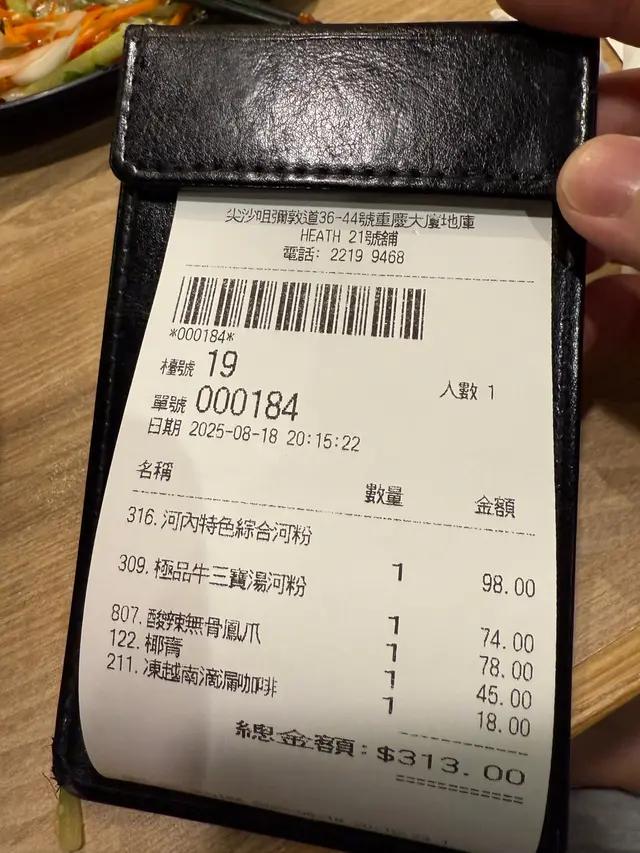 尖沙咀彌敦道36-44號重慶大廈地庫
HEATH 21號舖
電話: 2219 9468
*000184*
檯號 19
人數 1
單號 000184
日期 2025-08-18 20:15:22
名稱 數量 金額
316.河內特色綜合河粉
1 98.00
309.極品牛三寶湯河粉
1 74.00
807.酸辣無骨鳳爪 1 78.00
122.椰青 1 45.00
211.凍越南滴漏咖啡 1 18.00
總金額:$313.00